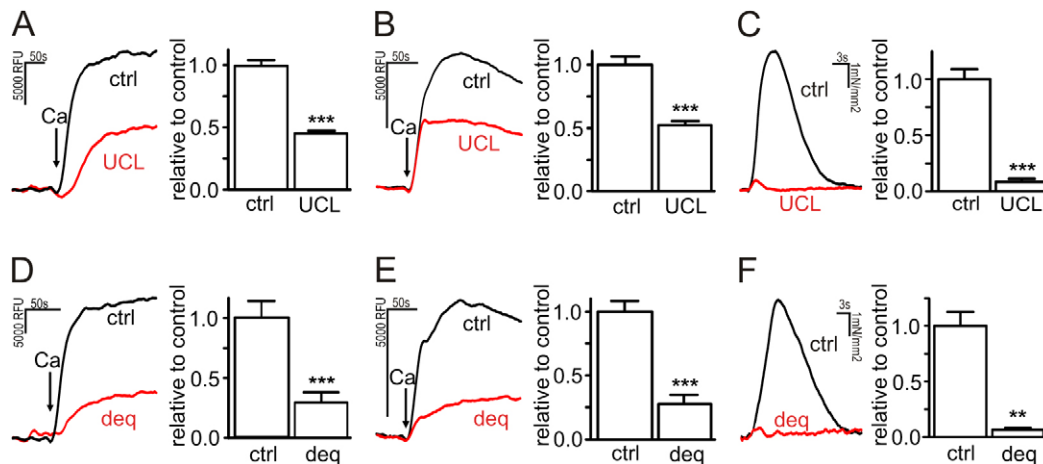 A
50s
5000 RFU
ctrl
Ca
UCL
relative to control
1.0
0.5
0.0
***
ctrl UCL
B
50s
5000 RFU
ctrl
Ca
UCL
relative to control
1.0
0.5
0.0
***
ctrl UCL
C
3s
1mN/mm2
ctrl
UCL
relative to control
1.0
0.5
0.0
***
ctrl UCL
D
50s
5000 RFU
ctrl
Ca
deq
relative to control
1.0
0.5
0.0
***
ctrl deq
E
50s
5000 RFU
ctrl
Ca
deq
relative to control
1.0
0.5
0.0
***
ctrl deq
F
3s
1mN/mm2
ctrl
deq
relative to control
1.0
0.5
0.0
**
ctrl deq